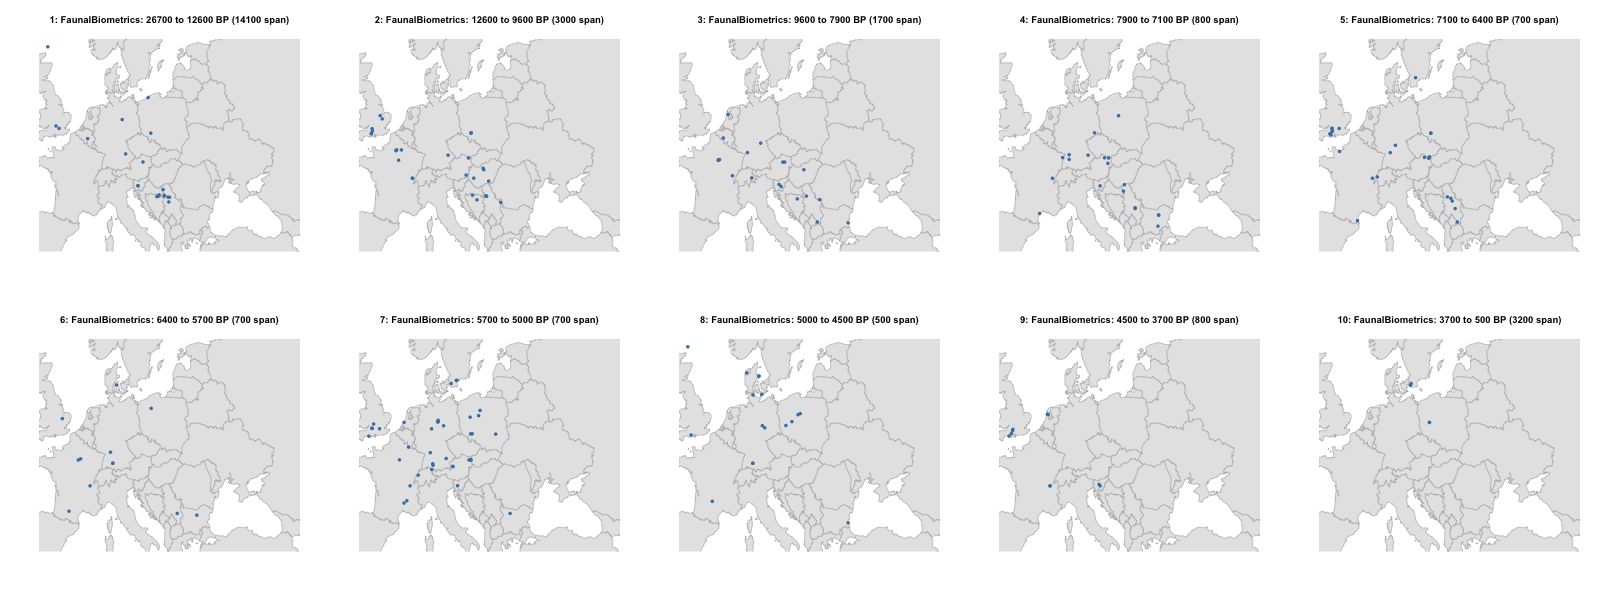 1: FaunalBiometrics: 26700 to 12600 BP (14100 span)
2: FaunalBiometrics: 12600 to 9600 BP (3000 span)
3: FaunalBiometrics: 9600 to 7900 BP (1700 span)
4: FaunalBiometrics: 7900 to 7100 BP (800 span)
5: FaunalBiometrics: 7100 to 6400 BP (700 span)
6: FaunalBiometrics: 6400 to 5700 BP (700 span)
7: FaunalBiometrics: 5700 to 5000 BP (700 span)
8: FaunalBiometrics: 5000 to 4500 BP (500 span)
9: FaunalBiometrics: 4500 to 3700 BP (800 span)
10: FaunalBiometrics: 3700 to 500 BP (3200 span)